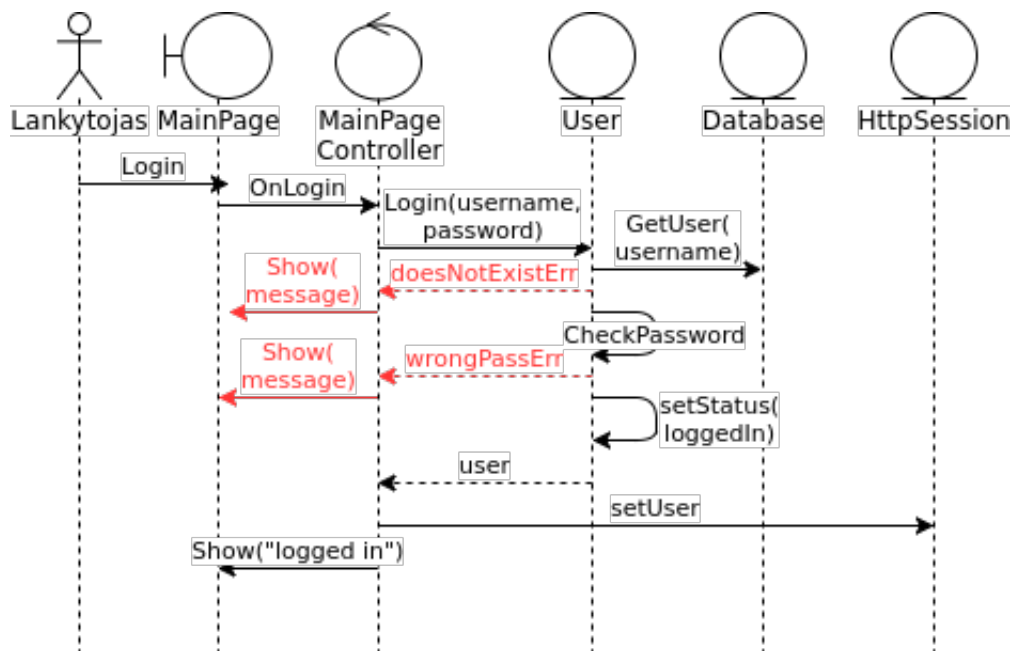 Lankytojas
MainPage
MainPage
Controller
User
Database
HttpSession
Login
OnLogin
Login(username,
password)
GetUser(
username)
doesNotExistErr
Show(
message)
CheckPassword
wrongPassErr
Show(
message)
setStatus(
loggedIn)
user
setUser
Show("logged in")